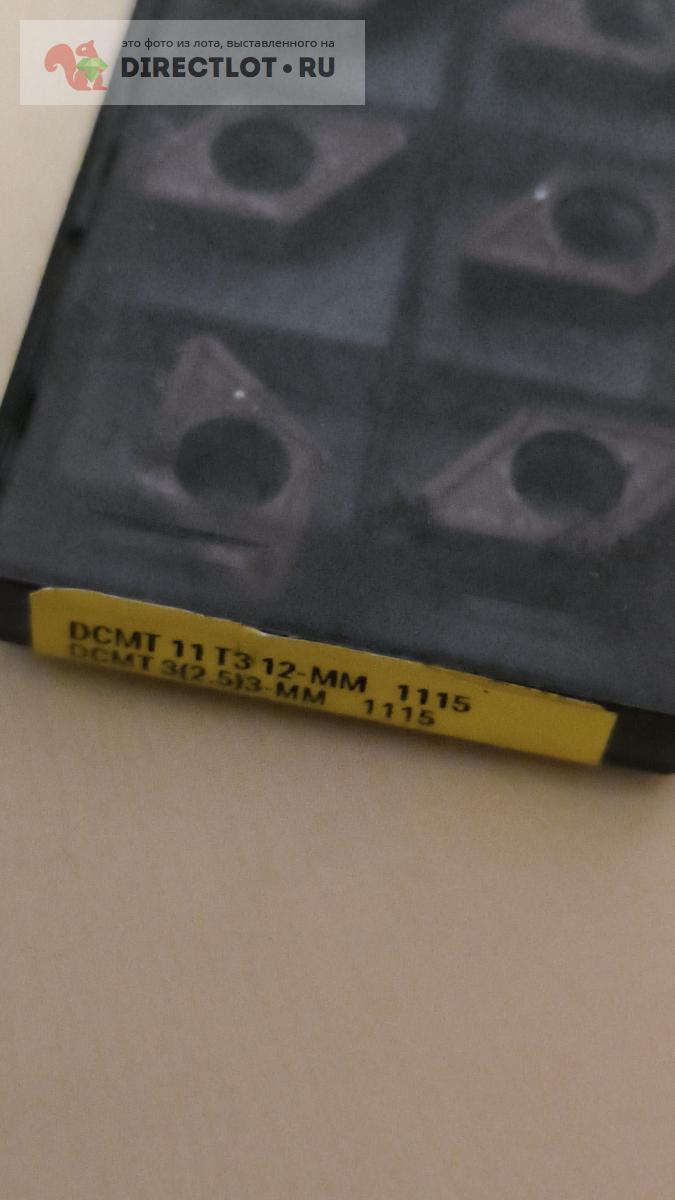 это фото из лота, выставленного на
DIRECTLOT•RU
DCMT 11 T3 12-MM 1115
DCMT 3(2.5)3-MM 1115